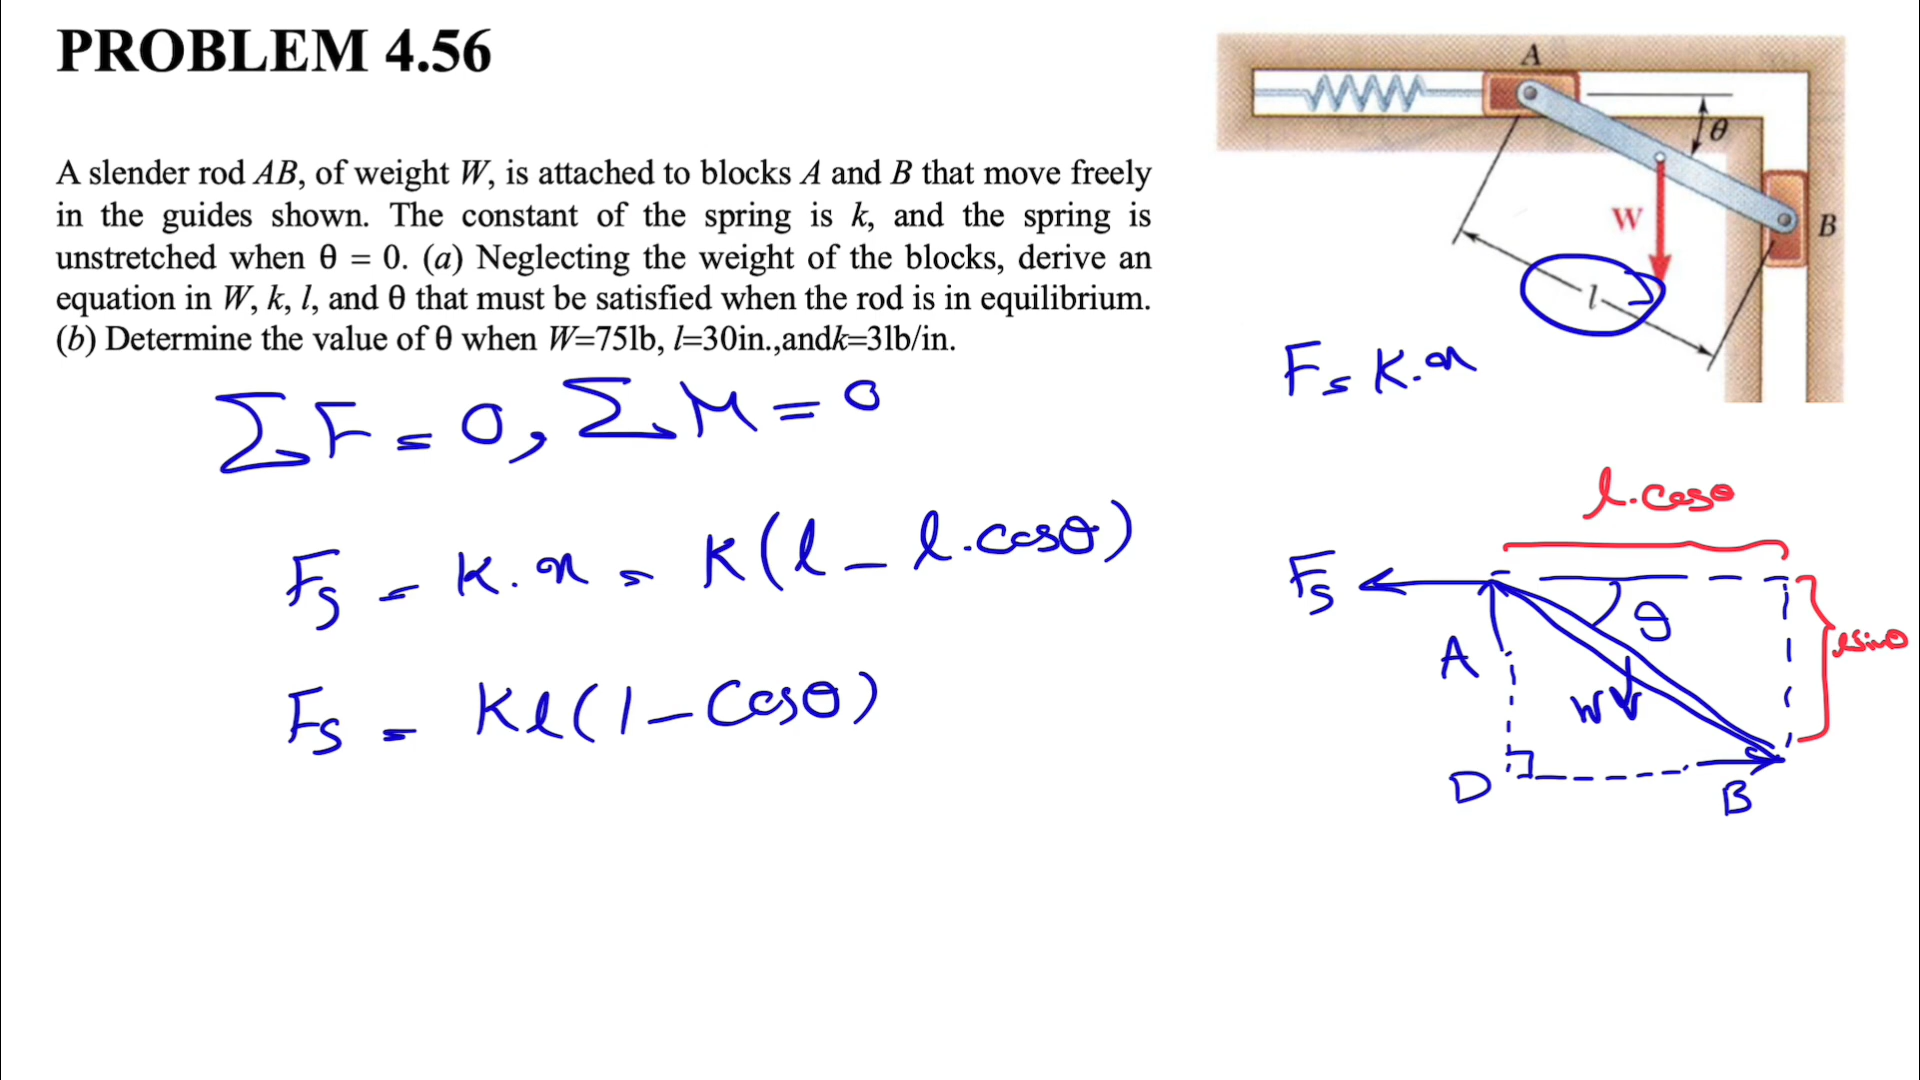 PROBLEM 4.56
A slender rod AB, of weight W, is attached to blocks A and B that move freely
in the guides shown. The constant of the spring is k, and the spring is
unstretched when θ = 0. (a) Neglecting the weight of the blocks, derive an
equation in W, k, l, and θ that must be satisfied when the rod is in equilibrium.
(b) Determine the value of θ when W=75lb, l=30in.,andk=3lb/in.
A
θ
W
B
l
F = K.x
ΣF = 0, ΣM = 0
Fs = K.x = K(l - l.cosθ)
Fs = Kl(1-Cosθ)
l.cosθ
Fs
θ
lsinθ
A
W
D
B